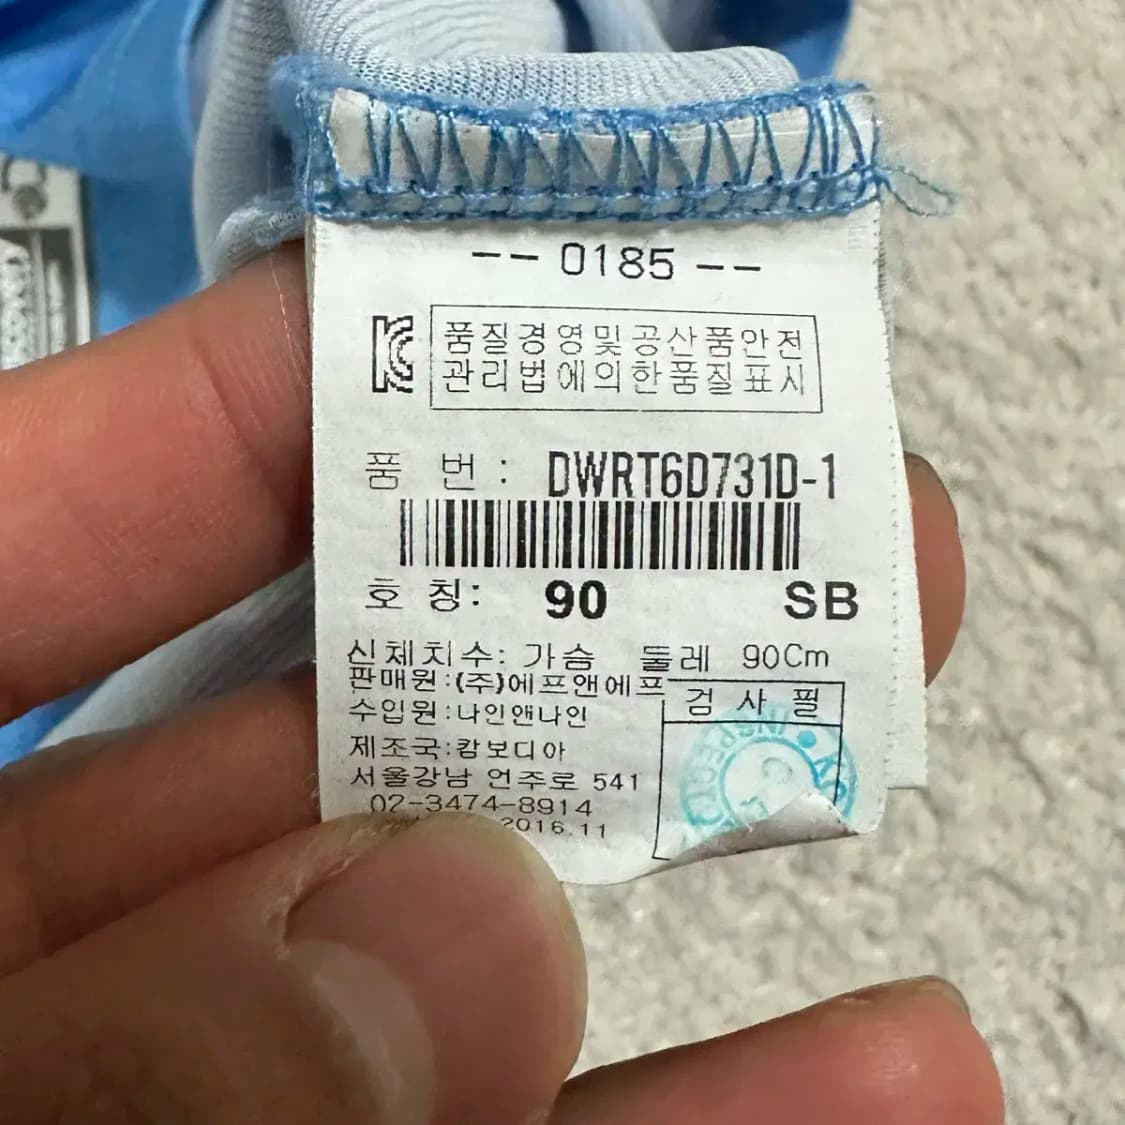 -- 0185 --
품질경영및공산품안전
관리법에의한품질표시
품 번 : DWRT6D731D-1
호 칭: 90 SB
신체치수: 가슴 둘레 90Cm
판매원:(주)에프앤에프
수입원:나인앤나인
검 사 필
제조국:캄보디아
서울강남 언주로 541
02-3474-8914
2016.11